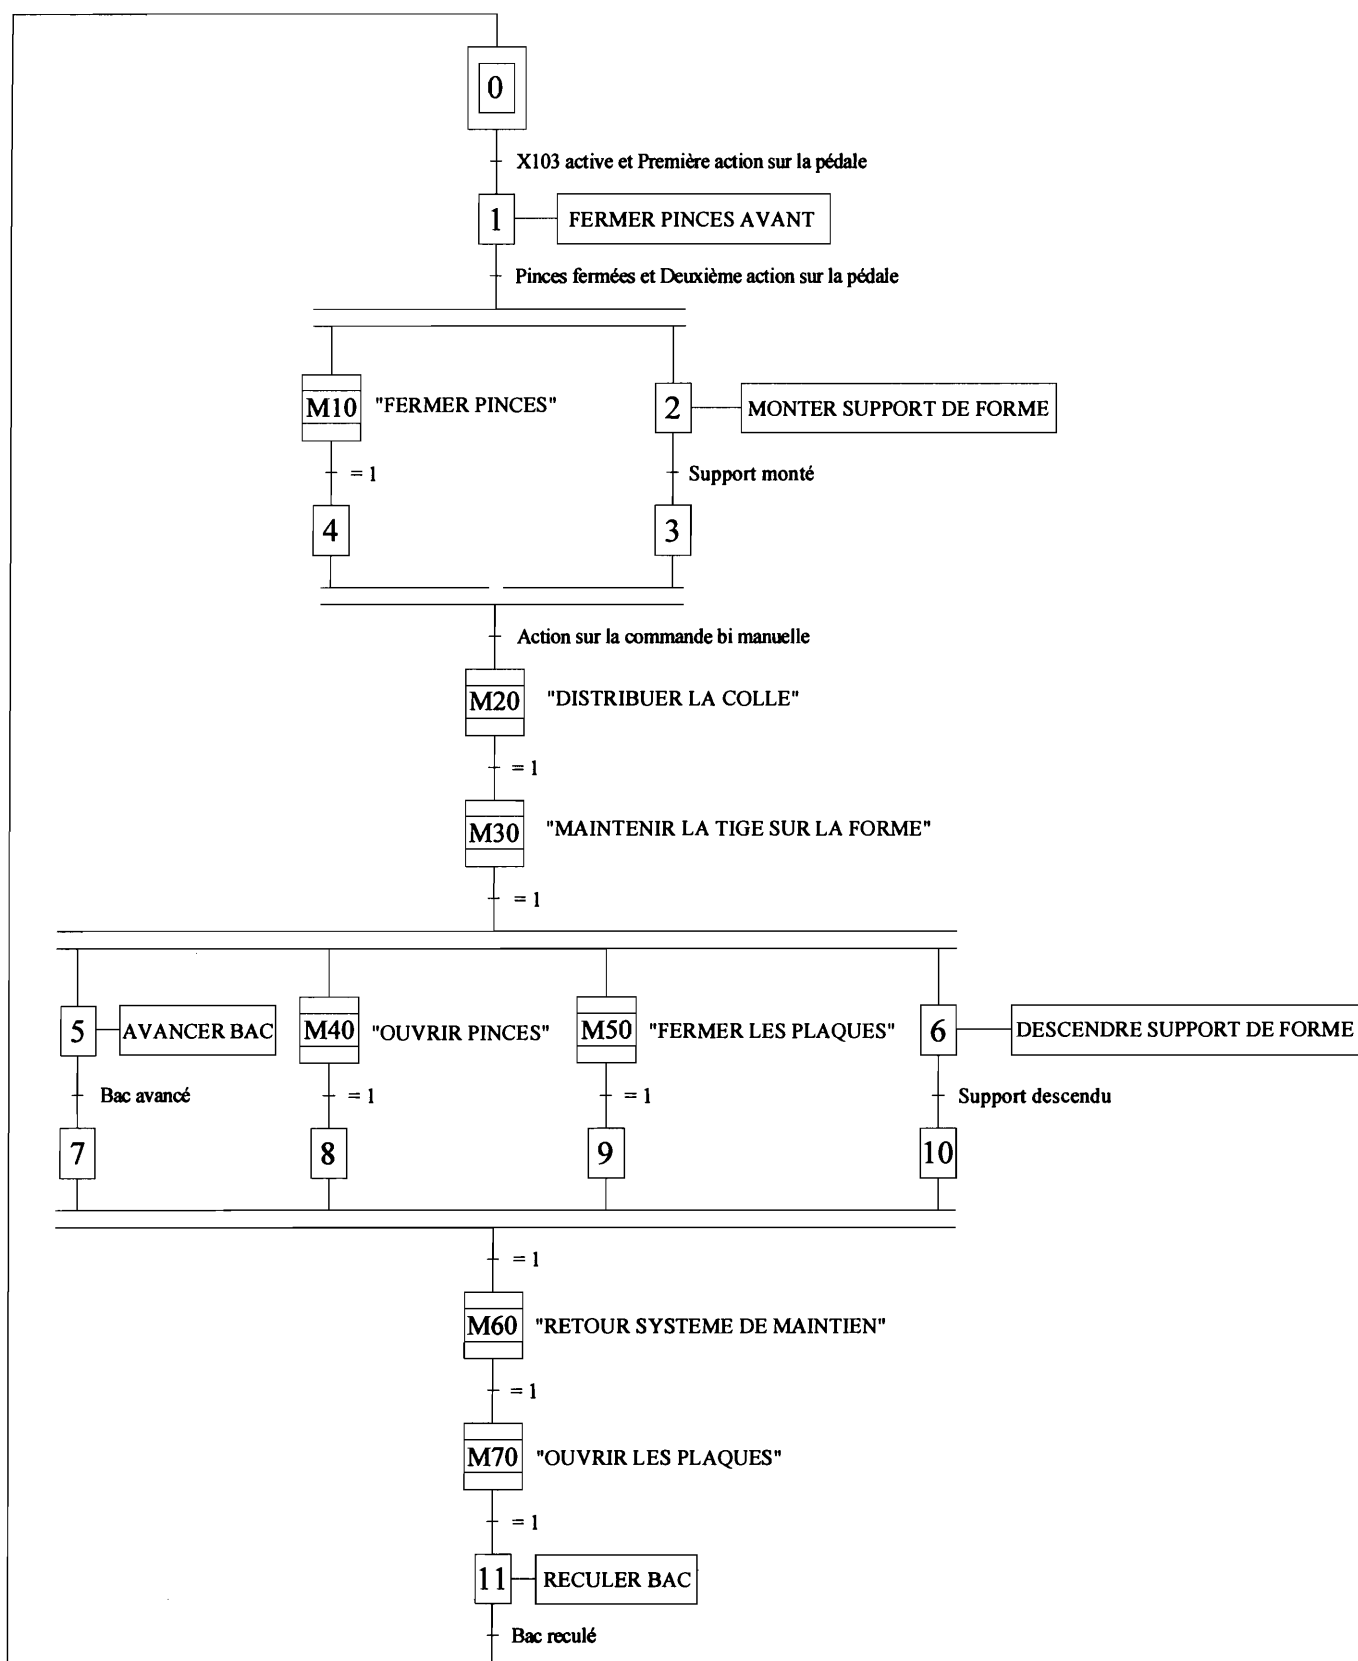 0
X103 active et Première action sur la pédale
1
FERMER PINCES AVANT
Pinces fermées et Deuxième action sur la pédale
M10
"FERMER PINCES"
2
MONTER SUPPORT DE FORME
= 1
Support monté
4
3
Action sur la commande bi manuelle
M20
"DISTRIBUER LA COLLE"
= 1
M30
"MAINTENIR LA TIGE SUR LA FORME"
= 1
5
AVANCER BAC
M40
"OUVRIR PINCES"
M50
"FERMER LES PLAQUES"
6
DESCENDRE SUPPORT DE FORME
Bac avancé
= 1
= 1
Support descendu
7
8
9
10
= 1
M60
"RETOUR SYSTEME DE MAINTIEN"
= 1
M70
"OUVRIR LES PLAQUES"
= 1
11
RECULER BAC
Bac reculé